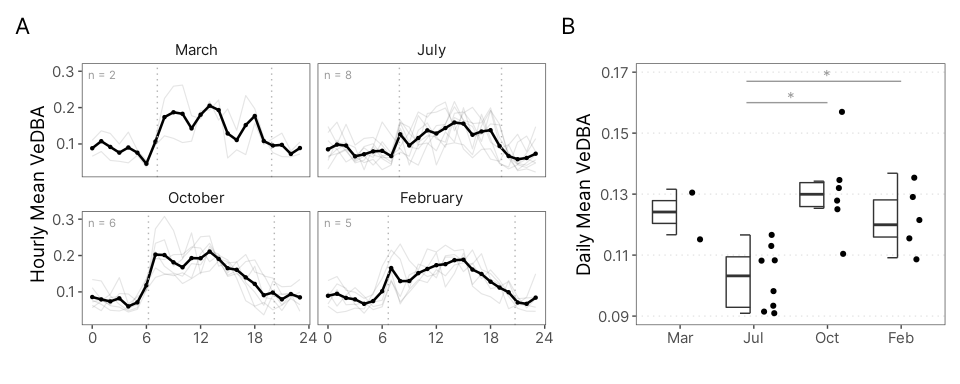 A
Hourly Mean VeDBA
March
July
n = 2
n = 8
0.3
0.2
0.1
October
February
n = 6
n = 5
0.3
0.2
0.1
0 6 12 18 24 0 6 12 18 24
B
Daily Mean VeDBA
0.17
0.15
0.13
0.11
0.09
*
*
Mar Jul Oct Feb